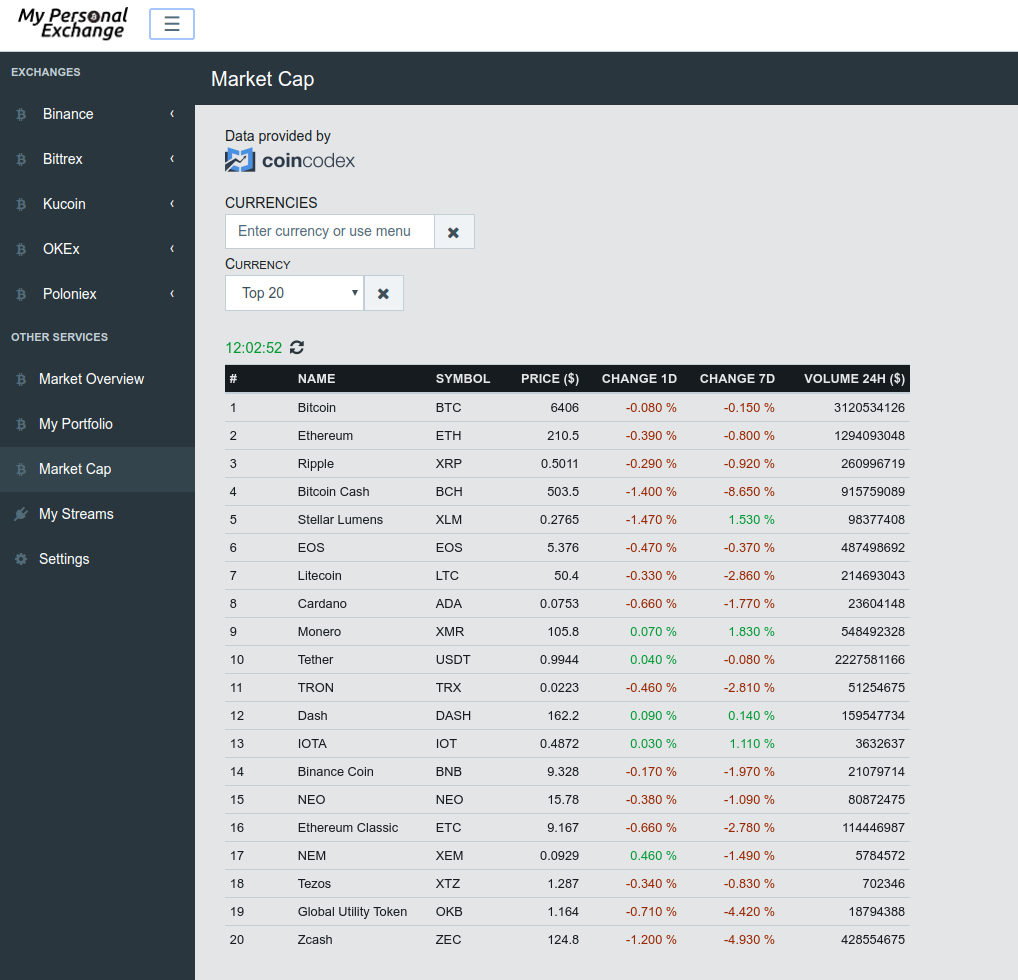 My Personal
Exchange
EXCHANGES
Binance
Bittrex
Kucoin
OKEx
Poloniex
OTHER SERVICES
Market Overview
My Portfolio
Market Cap
My Streams
Settings
Market Cap
Data provided by
coincodex
CURRENCIES
Enter currency or use menu
CURRENCY
Top 20
12:02:52
# NAME SYMBOL PRICE ($) CHANGE 1D CHANGE 7D VOLUME 24H ($)
1 Bitcoin BTC 6406 -0.080 % -0.150 % 3120534126
2 Ethereum ETH 210.5 -0.390 % -0.800 % 1294093048
3 Ripple XRP 0.5011 -0.290 % -0.920 % 260996719
4 Bitcoin Cash BCH 503.5 -1.400 % -8.650 % 915759089
5 Stellar Lumens XLM 0.2765 -1.470 % 1.530 % 98377408
6 EOS EOS 5.376 -0.470 % -0.370 % 487498692
7 Litecoin LTC 50.4 -0.330 % -2.860 % 214693043
8 Cardano ADA 0.0753 -0.660 % -1.770 % 23604148
9 Monero XMR 105.8 0.070 % 1.830 % 548492328
10 Tether USDT 0.9944 0.040 % -0.080 % 2227581166
11 TRON TRX 0.0223 -0.460 % -2.810 % 51254675
12 Dash DASH 162.2 0.090 % 0.140 % 159547734
13 IOTA IOT 0.4872 0.030 % 1.110 % 3632637
14 Binance Coin BNB 9.328 -0.170 % -1.970 % 21079714
15 NEO NEO 15.78 -0.380 % -1.090 % 80872475
16 Ethereum Classic ETC 9.167 -0.660 % -2.780 % 114446987
17 NEM XEM 0.0929 0.460 % -1.490 % 5784572
18 Tezos XTZ 1.287 -0.340 % -0.830 % 702346
19 Global Utility Token OKB 1.164 -0.710 % -4.420 % 18794388
20 Zcash ZEC 124.8 -1.200 % -4.930 % 428554675